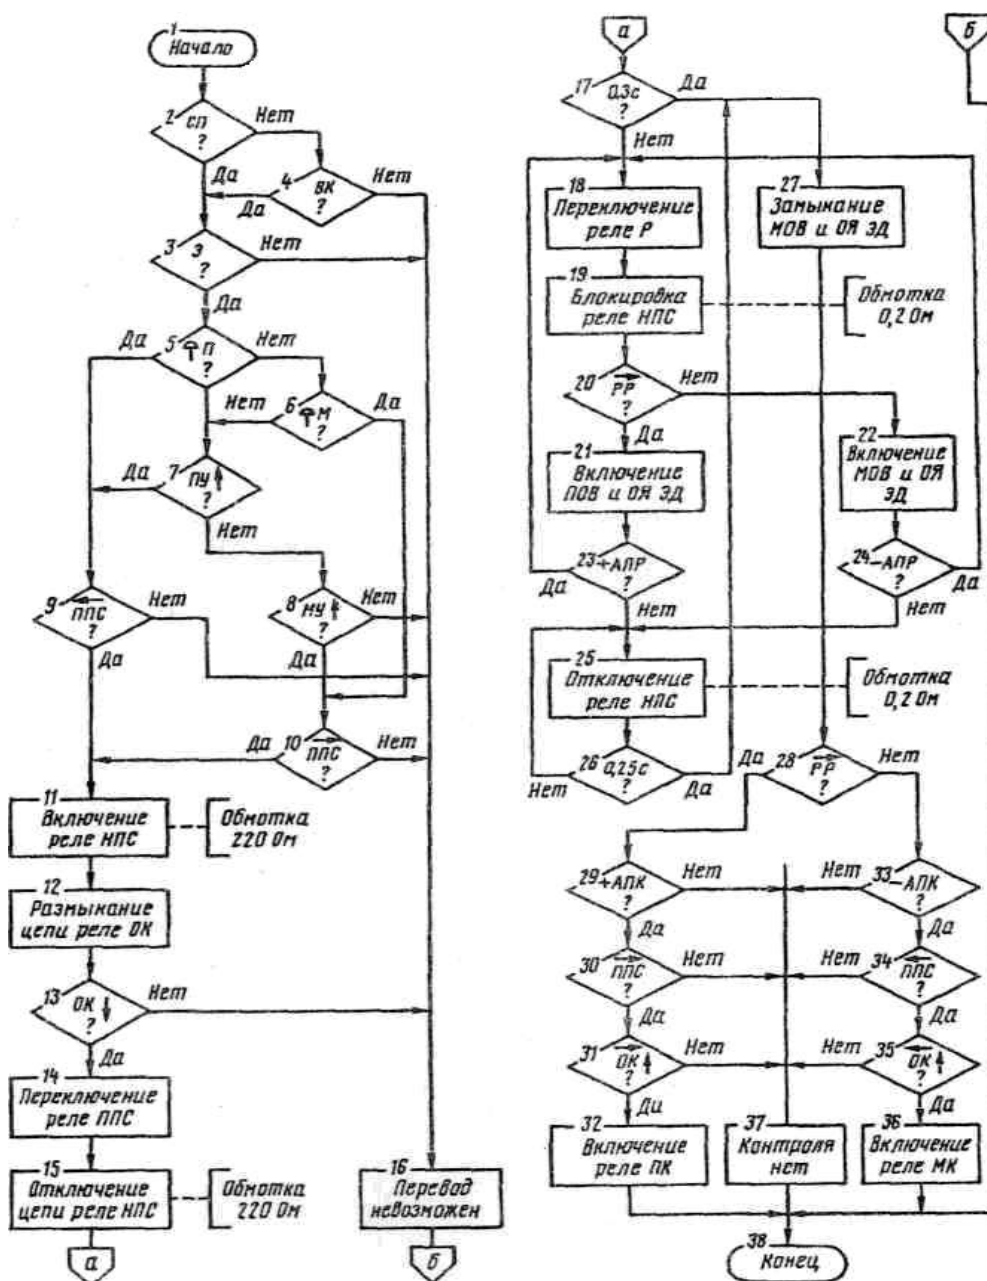 1
Начало
2 СП
?
Нет
Да
4 ВК
?
Нет
Да
3 З
?
Нет
Да
5 П
?
Да
Нет
6 М
?
Нет
Да
7 ПУ
?
Да
Нет
8 МУ
?
Нет
Да
9 ППС
?
Нет
Да
10 ППС
?
Да
Нет
11
Включение
реле НПС
Обмотка
220 Ом
12
Размыкание
цепи реле ОК
13 ОК
?
Нет
Да
14
Переключение
реле ППС
15
Отключение
цепи реле НПС
Обмотка
220 Ом
16
Перевод
невозможен
а
б
а
б
17 0,3с
?
Да
Нет
18
Переключение
реле Р
27
Замыкание
МОВ и ОЯ ЭД
19
Блокировка
реле НПС
Обмотка
0,2 Ом
20 РР
?
Нет
Да
21
Включение
ПОВ и ОЯ ЭД
22
Включение
МОВ и ОЯ
ЭД
23 +АПР
?
Да
Нет
24 -АПР
?
Да
Нет
25
Отключение
реле НПС
Обмотка
0,2 Ом
26 0,25с
?
Нет
Да
28 РР
?
Да
Нет
29 +АПК
?
Нет
Да
33 -АПК
?
Нет
Да
30 ППС
?
Нет
Да
34 ППС
?
Нет
Да
31 ОК
?
Нет
Ди
35 ОК
?
Нет
Да
32
Включение
реле ПК
37
Контроля
нст
36
Включение
реле МК
38
Конец